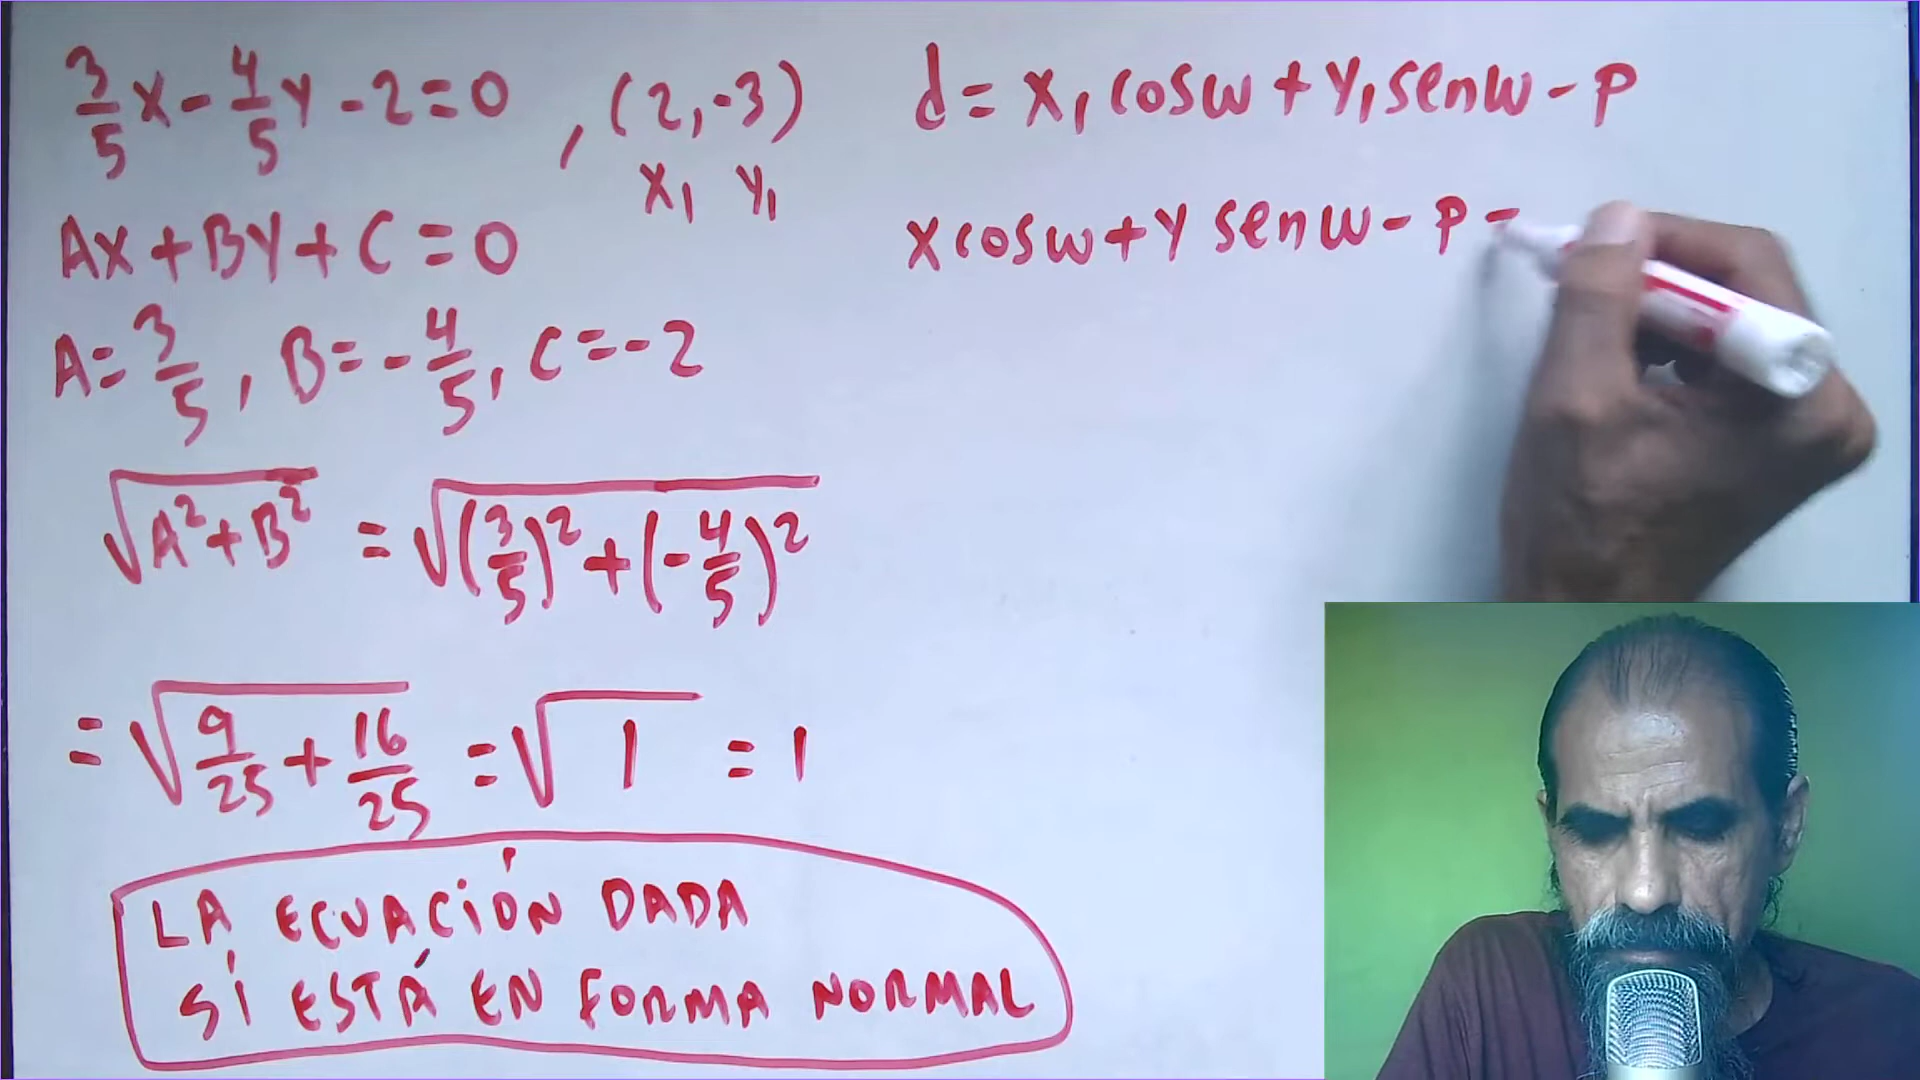 3/5 x - 4/5 y - 2 = 0 , (2, -3)
x₁ y₁
Ax + By + C = 0
A = 3/5 , B = - 4/5 , C = -2
√(A² + B²) = √((3/5)² + (-4/5)²)
= √(9/25 + 16/25) = √1 = 1
LA ECUACIÓN DADA
SÍ ESTÁ EN FORMA NORMAL
d = x₁ cosw + y₁ senw - p
x cosw + y senw - p -